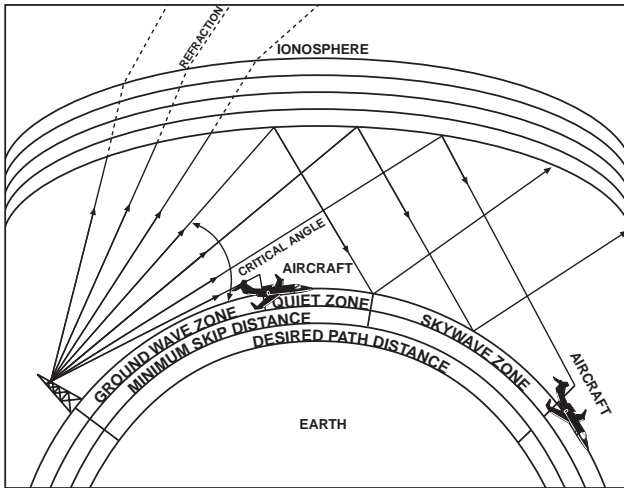 REFRACTION
IONOSPHERE
CRITICAL ANGLE
AIRCRAFT
QUIET ZONE
GROUND WAVE ZONE
MINIMUM SKIP DISTANCE
DESIRED PATH DISTANCE
SKYWAVE ZONE
AIRCRAFT
EARTH